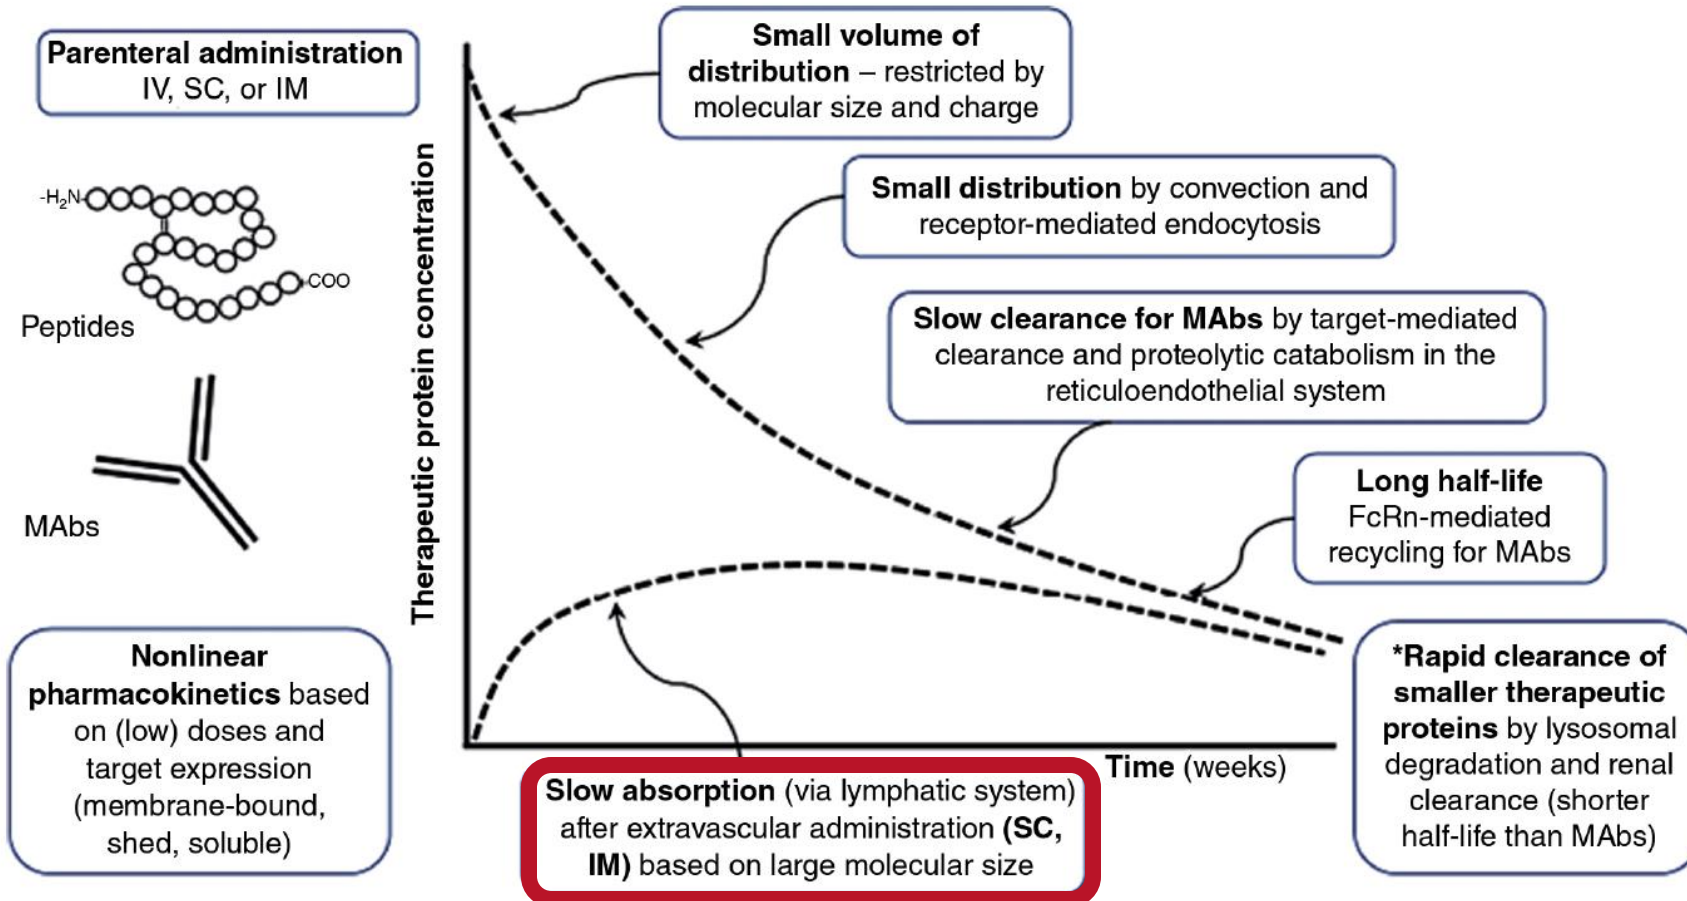 Parenteral administration
IV, SC, or IM
-H₂N
COO
Peptides
MAbs
Nonlinear
pharmacokinetics based
on (low) doses and
target expression
(membrane-bound,
shed, soluble)
Therapeutic protein concentration
Small volume of
distribution – restricted by
molecular size and charge
Small distribution by convection and
receptor-mediated endocytosis
Slow clearance for MAbs by target-mediated
clearance and proteolytic catabolism in the
reticuloendothelial system
Long half-life
FcRn-mediated
recycling for MAbs
Time (weeks)
Slow absorption (via lymphatic system)
after extravascular administration (SC,
IM) based on large molecular size
*Rapid clearance of
smaller therapeutic
proteins by lysosomal
degradation and renal
clearance (shorter
half-life than MAbs)